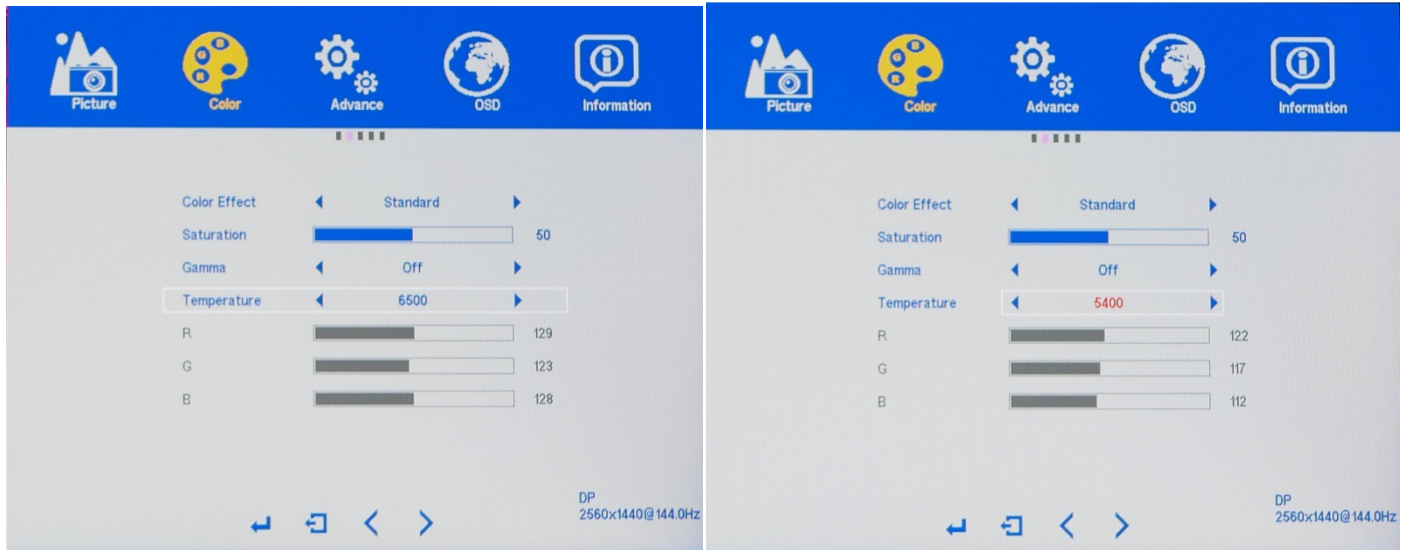 Picture Color Advance OSD Information
Color Effect Standard
Saturation 50
Gamma Off
Temperature 6500
R 129
G 123
B 128
DP
2560x1440@144.0Hz
Picture Color Advance OSD Information
Color Effect Standard
Saturation 50
Gamma Off
Temperature 5400
R 122
G 117
B 112
DP
2560x1440@144.0Hz